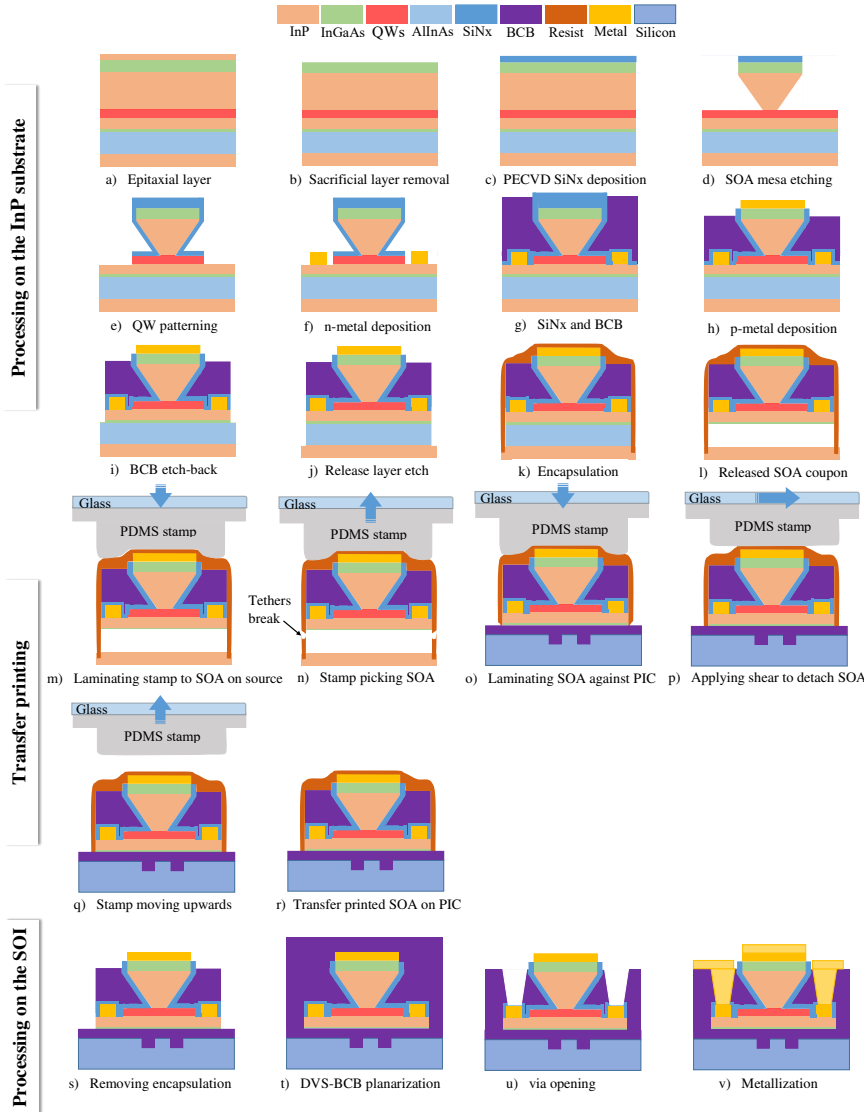 InP InGaAs QWs AlInAs SiNx BCB Resist Metal Silicon
Processing on the InP substrate
a) Epitaxial layer
b) Sacrificial layer removal
c) PECVD SiNx deposition
d) SOA mesa etching
e) QW patterning
f) n-metal deposition
g) SiNx and BCB
h) p-metal deposition
i) BCB etch-back
j) Release layer etch
k) Encapsulation
l) Released SOA coupon
Transfer printing
Glass
PDMS stamp
m) Laminating stamp to SOA on source
PDMS stamp
Tethers
break
n) Stamp picking SOA
Glass
PDMS stamp
o) Laminating SOA against PIC
Glass
PDMS stamp
p) Applying shear to detach SOA
Glass
PDMS stamp
q) Stamp moving upwards
r) Transfer printed SOA on PIC
Processing on the SOI
s) Removing encapsulation
t) DVS-BCB planarization
u) via opening
v) Metallization